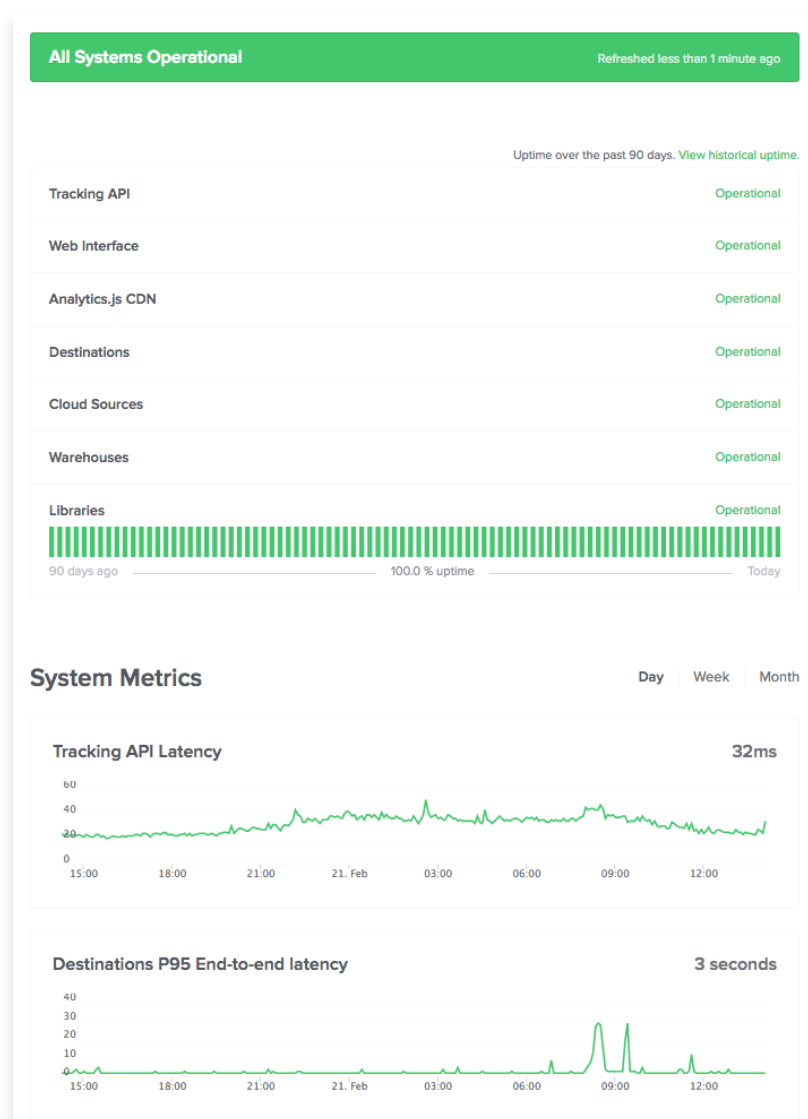 All Systems Operational Refreshed less than 1 minute ago
Uptime over the past 90 days. View historical uptime.
Tracking API Operational
Web Interface Operational
Analytics.js CDN Operational
Destinations Operational
Cloud Sources Operational
Warehouses Operational
Libraries Operational
90 days ago 100.0 % uptime Today
System Metrics Day Week Month
Tracking API Latency 32ms
60
40
20
0
15:00 18:00 21:00 21. Feb 03:00 06:00 09:00 12:00
Destinations P95 End-to-end latency 3 seconds
40
30
20
10
0
15:00 18:00 21:00 21. Feb 03:00 06:00 09:00 12:00